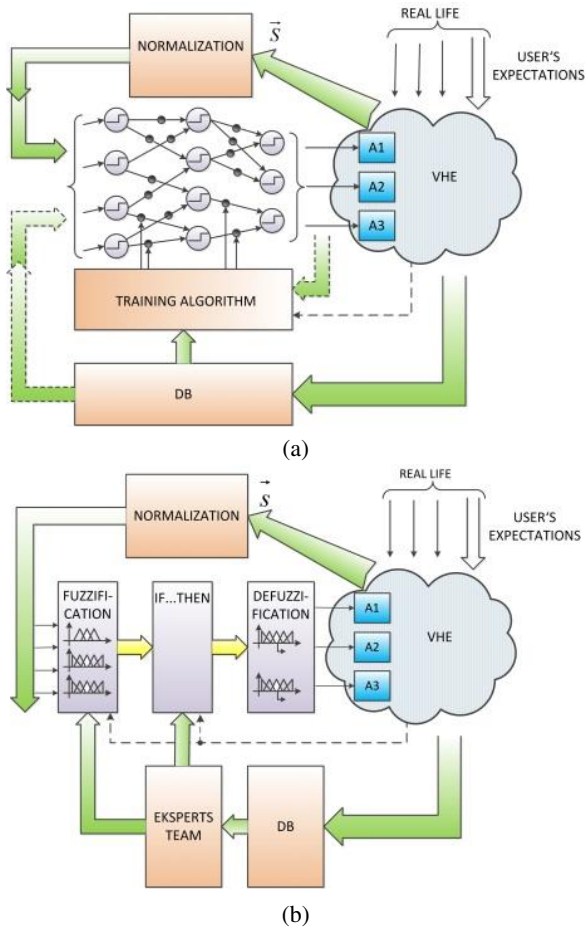 REAL LIFE
S
NORMALIZATION
USER'S
EXPECTATIONS
A1
A2
A3
VHE
TRAINING ALGORITHM
DB
(a)
REAL LIFE
s
NORMALIZATION
USER'S
EXPECTATIONS
FUZZIFI-
CATION
IF...THEN
DEFUZZI-
FICATION
A1
A2
A3
VHE
EKSPERTS
TEAM
DB
(b)